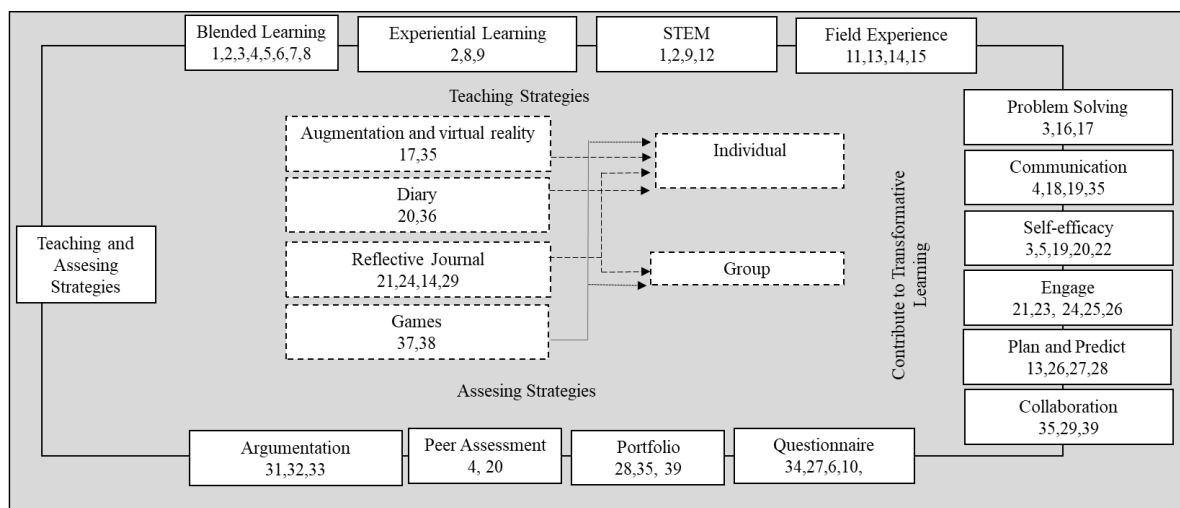 Blended Learning
1,2,3,4,5,6,7,8
Experiential Learning
2,8,9
STEM
1,2,9,12
Field Experience
11,13,14,15
Teaching Strategies
Augmentation and virtual reality
17,35
Diary
20,36
Reflective Journal
21,24,14,29
Games
37,38
Individual
Group
Teaching and
Assesing
Strategies
Contribute to Transformative
Learning
Problem Solving
3,16,17
Communication
4,18,19,35
Self-efficacy
3,5,19,20,22
Engage
21,23, 24,25,26
Plan and Predict
13,26,27,28
Collaboration
35,29,39
Assesing Strategies
Argumentation
31,32,33
Peer Assessment
4, 20
Portfolio
28,35, 39
Questionnaire
34,27,6,10,